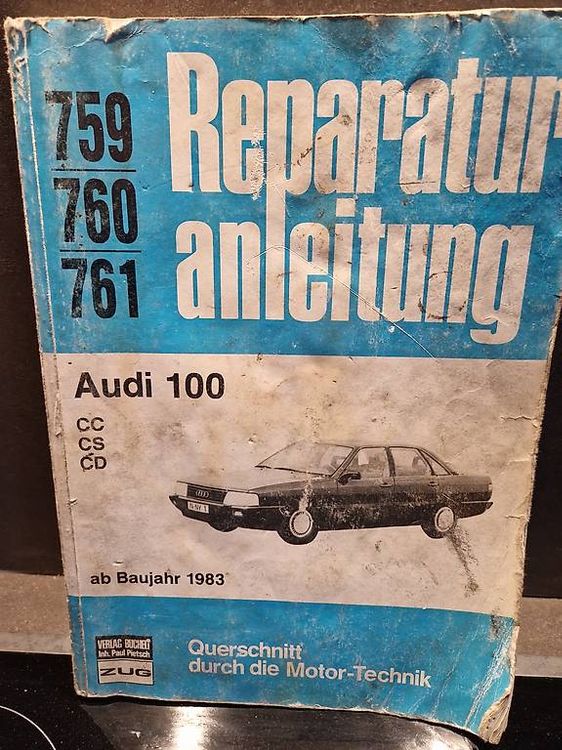 759
760
761
Reparatur
anleitung
Audi 100
CC
CS
CD
ab Baujahr 1983
VERLAG BUCHELI
Inh. Paul Pietsch
ZUG
Querschnitt
durch die Motor-Technik